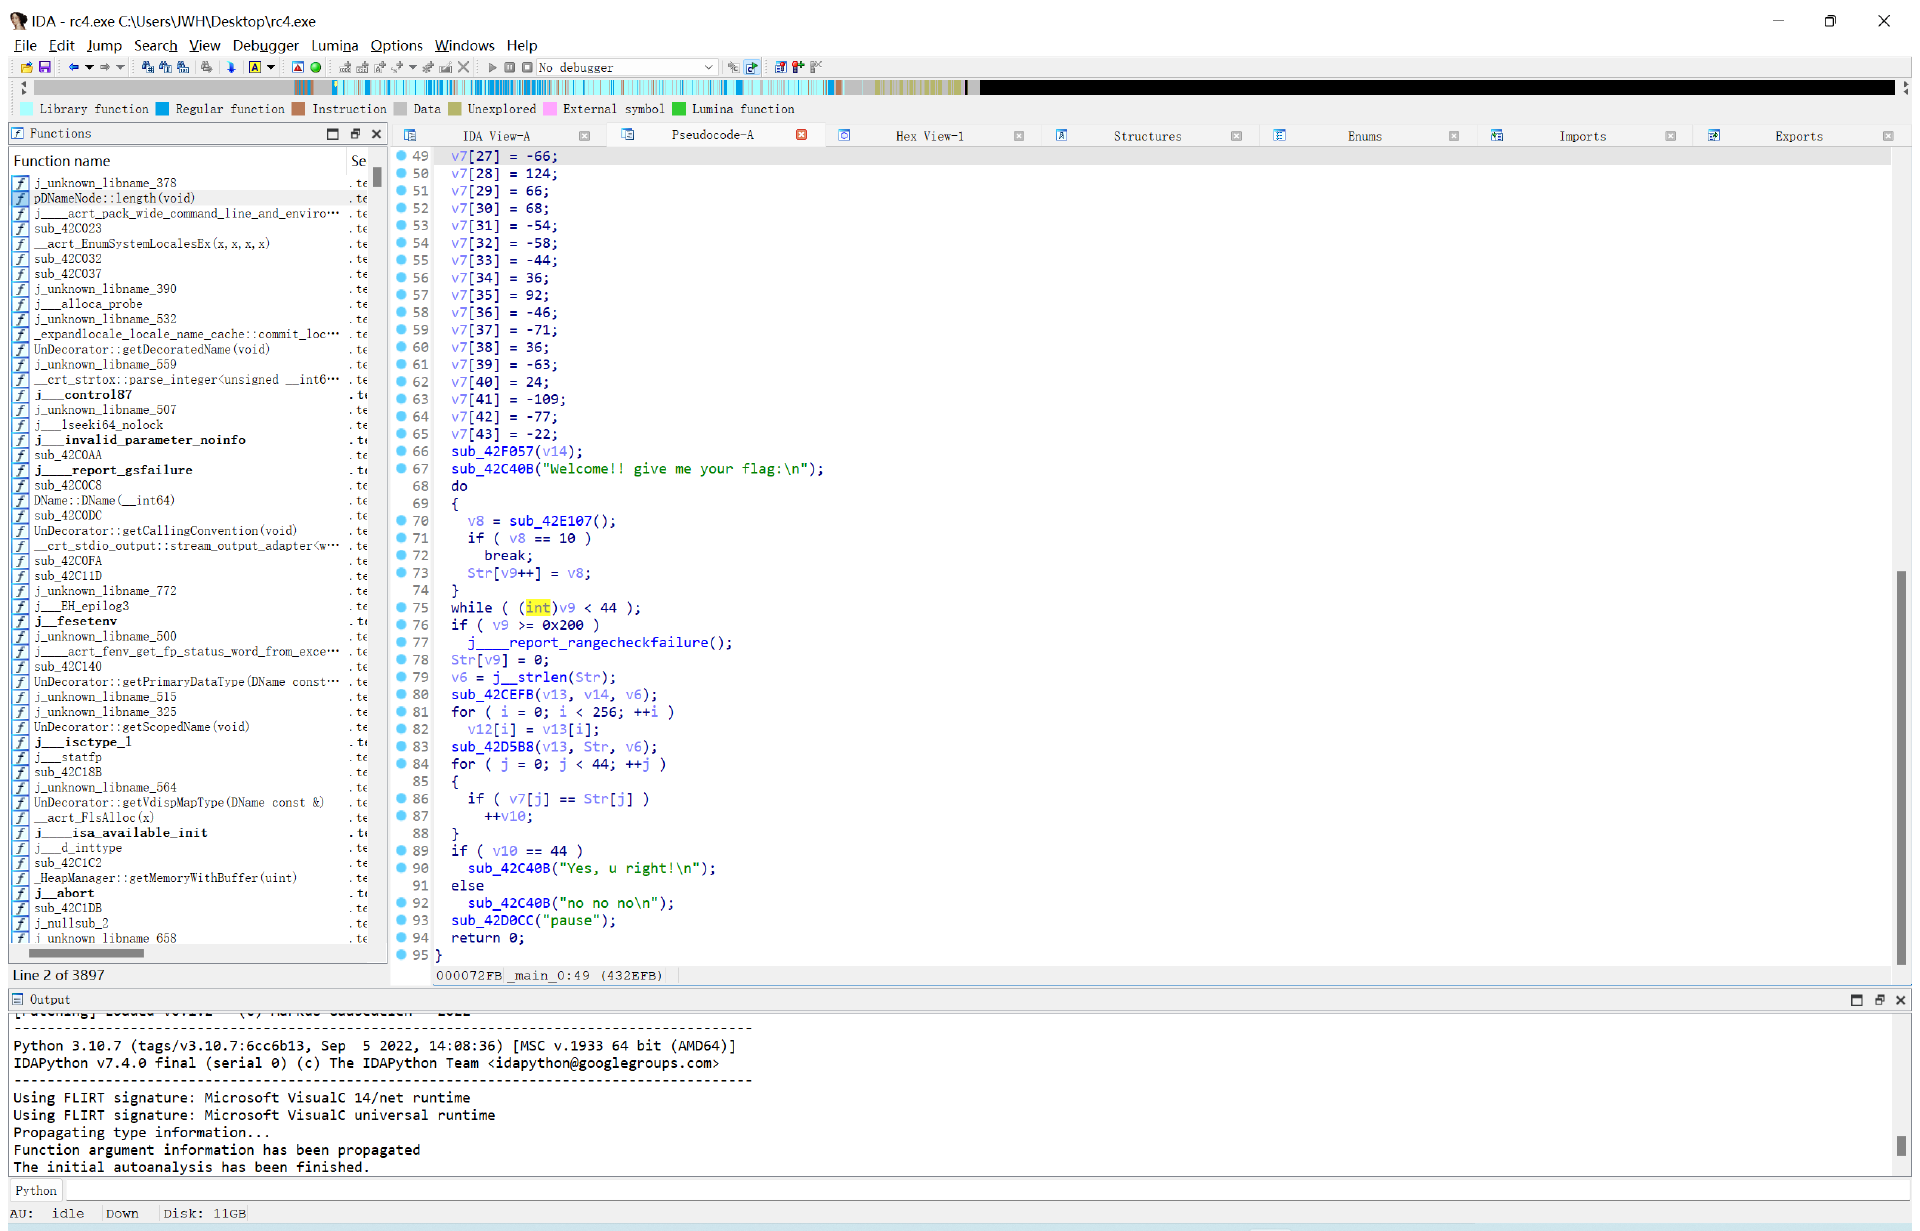 IDA - rc4.exe C:\Users\JWH\Desktop\rc4.exe
File Edit Jump Search View Debugger Lumina Options Windows Help
No debugger
Library function Regular function Instruction Data Unexplored External symbol Lumina function
Functions
IDA View-A Pseudocode-A Hex View-1 Structures Enums Imports Exports
Function name Se
j_unknown_libname_378 .te
pDNameNode::length(void) .te
j____acrt_pack_wide_command_line_and_enviro… .te
sub_42C023 .te
__acrt_EnumSystemLocalesEx(x,x,x,x) .te
sub_42C032 .te
sub_42C037 .te
j_unknown_libname_390 .te
j___alloca_probe .te
j_unknown_libname_532 .te
_expandlocale_locale_name_cache::commit_loc… .te
UnDecorator::getDecoratedName(void) .te
j_unknown_libname_559 .te
__crt_strtox::parse_integer<unsigned __int6… .te
j___control87 .te
j_unknown_libname_507 .te
j___lseeki64_nolock .te
j___invalid_parameter_noinfo .te
sub_42C0AA .te
j____report_gsfailure .te
sub_42C0C8 .te
DName::DName(__int64) .te
sub_42C0DC .te
UnDecorator::getCallingConvention(void) .te
__crt_stdio_output::stream_output_adapter<w… .te
sub_42C0FA .te
sub_42C11D .te
j_unknown_libname_772 .te
j___EH_epilog3 .te
j__fesetenv .te
j_unknown_libname_500 .te
j____acrt_fenv_get_fp_status_word_from_exce… .te
sub_42C140 .te
UnDecorator::getPrimaryDataType(DName const… .te
j_unknown_libname_515 .te
j_unknown_libname_325 .te
UnDecorator::getScopedName(void) .te
j___isctype_l .te
j___statfp .te
sub_42C18B .te
j_unknown_libname_564 .te
UnDecorator::getVdispMapType(DName const &) .te
__acrt_FlsAlloc(x) .te
j____isa_available_init .te
j___d_inttype .te
sub_42C1C2 .te
_HeapManager::getMemoryWithBuffer(uint) .te
j__abort .te
sub_42C1DB .te
j_nullsub_2 .te
j_unknown_libname_658 .te
Line 2 of 3897
49 v7[27] = -66;
50 v7[28] = 124;
51 v7[29] = 66;
52 v7[30] = 68;
53 v7[31] = -54;
54 v7[32] = -58;
55 v7[33] = -44;
56 v7[34] = 36;
57 v7[35] = 92;
58 v7[36] = -46;
59 v7[37] = -71;
60 v7[38] = 36;
61 v7[39] = -63;
62 v7[40] = 24;
63 v7[41] = -109;
64 v7[42] = -77;
65 v7[43] = -22;
66 sub_42F057(v14);
67 sub_42C40B("Welcome!! give me your flag:\n");
68 do
69 {
70 v8 = sub_42E107();
71 if ( v8 == 10 )
72 break;
73 Str[v9++] = v8;
74 }
75 while ( (int)v9 < 44 );
76 if ( v9 >= 0x200 )
77 j____report_rangecheckfailure();
78 Str[v9] = 0;
79 v6 = j__strlen(Str);
80 sub_42CEFB(v13, v14, v6);
81 for ( i = 0; i < 256; ++i )
82 v12[i] = v13[i];
83 sub_42D5B8(v13, Str, v6);
84 for ( j = 0; j < 44; ++j )
85 {
86 if ( v7[j] == Str[j] )
87 ++v10;
88 }
89 if ( v10 == 44 )
90 sub_42C40B("Yes, u right!\n");
91 else
92 sub_42C40B("no no no\n");
93 sub_42D0CC("pause");
94 return 0;
95 }
000072FB _main_0:49 (432EFB)
Output
--------------------------------------------------------------------------
Python 3.10.7 (tags/v3.10.7:6cc6b13, Sep  5 2022, 14:08:36) [MSC v.1933 64 bit (AMD64)]
IDAPython v7.4.0 final (serial 0) (c) The IDAPython Team <idapython@googlegroups.com>
--------------------------------------------------------------------------
Using FLIRT signature: Microsoft VisualC 14/net runtime
Using FLIRT signature: Microsoft VisualC universal runtime
Propagating type information...
Function argument information has been propagated
The initial autoanalysis has been finished.
Python
AU: idle Down Disk: 11GB